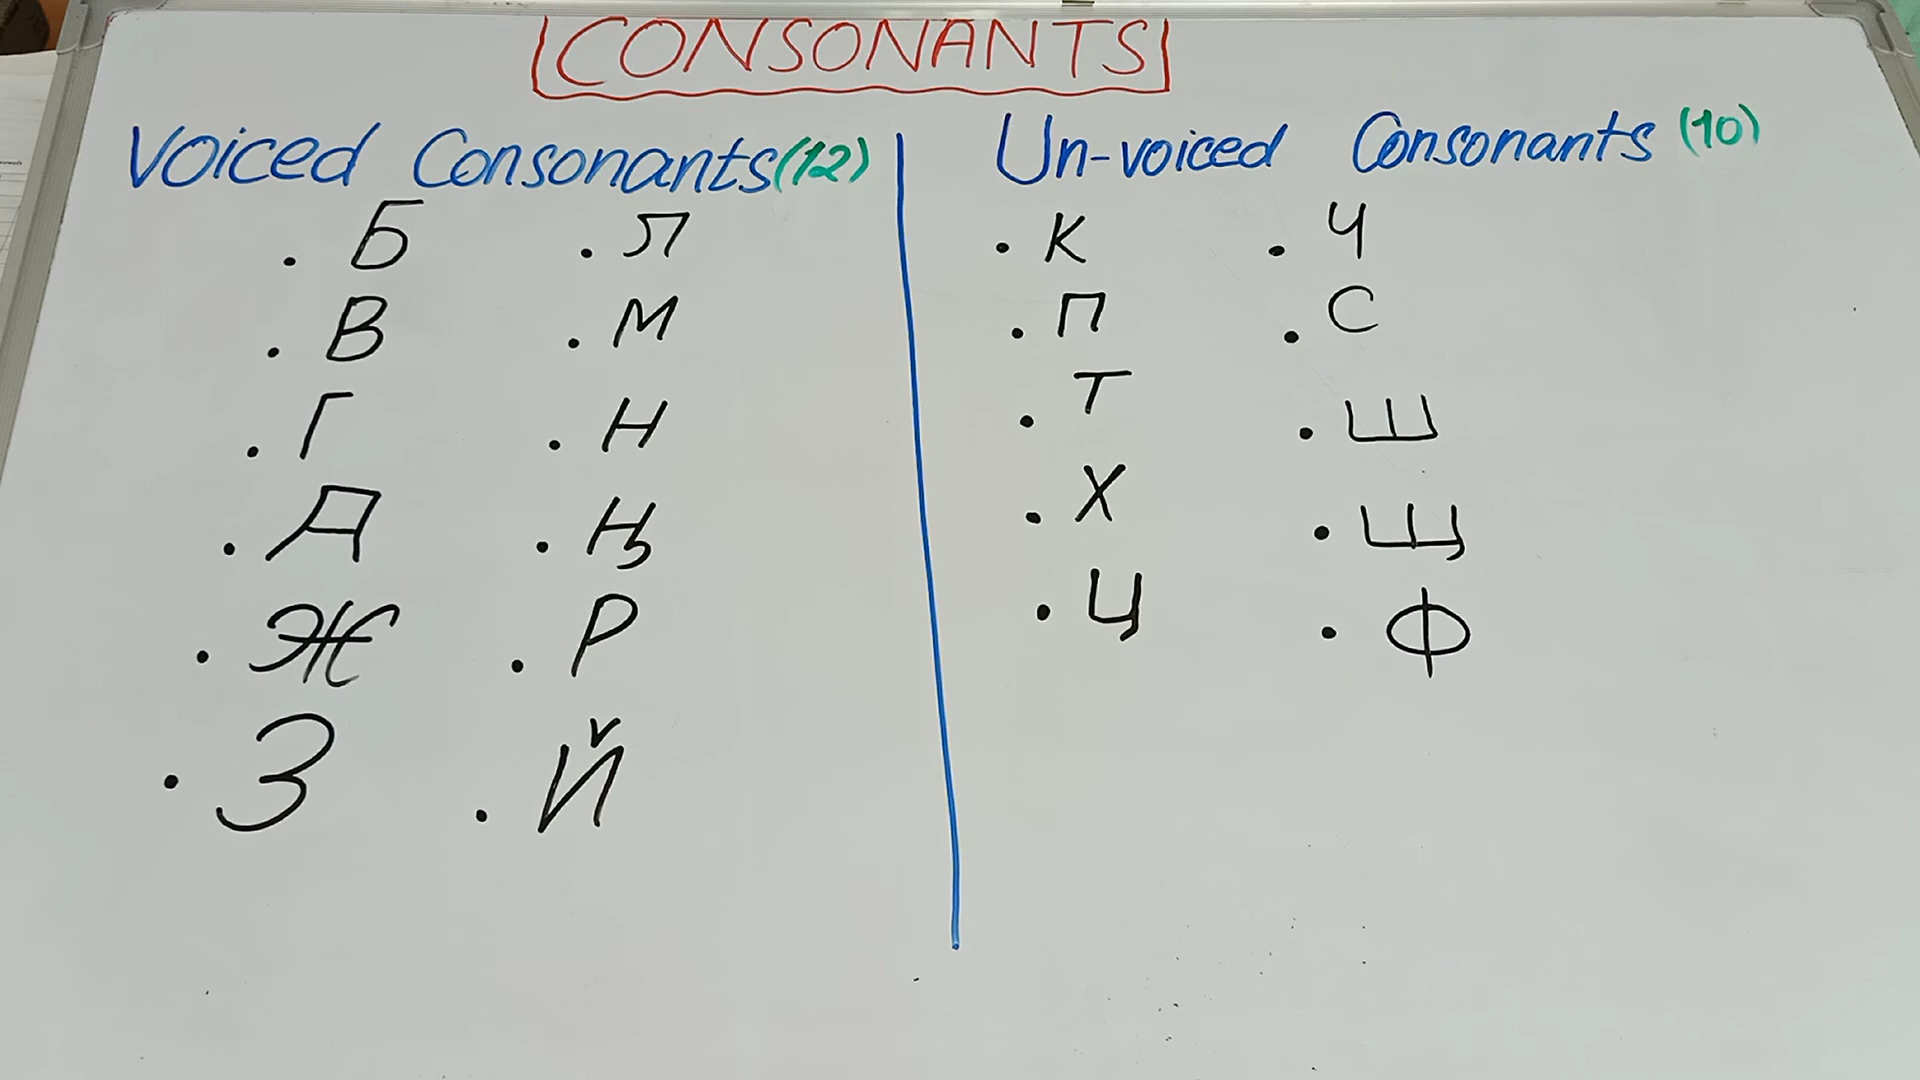 CONSONANTS
Voiced Consonants (12)
Un-voiced Consonants (10)
. Б . Л
. В . М
. Г . Н
. Д . Ң
. Ж . Р
. З . Й
. К . Ч
. П . С
. Т . Ш
. Х . Щ
. Ц . Ф